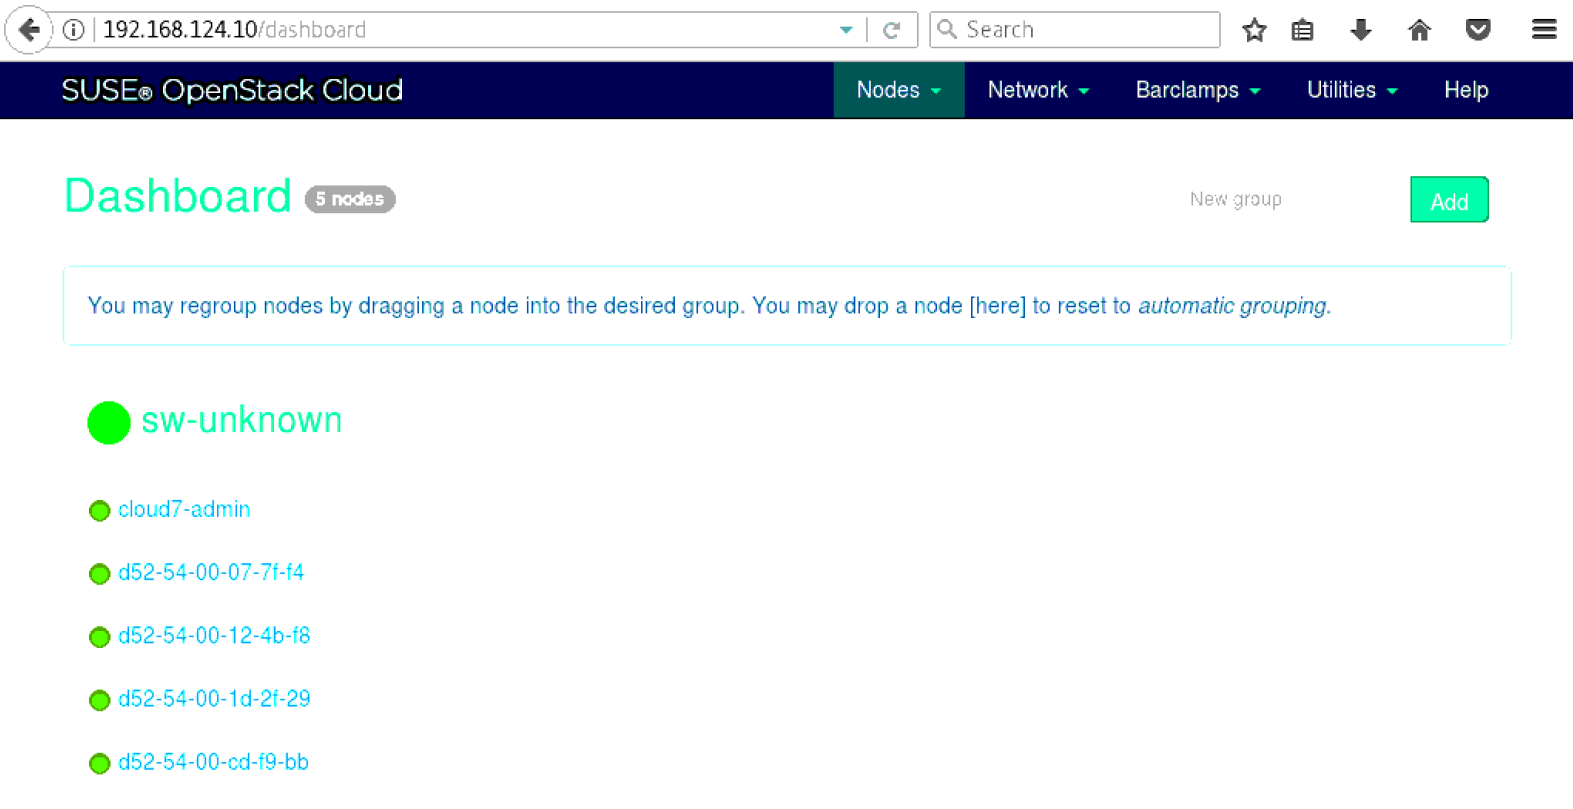 192.168.124.10/dashboard
Search
SUSE® OpenStack Cloud
Nodes
Network
Barclamps
Utilities
Help
Dashboard
5 nodes
New group
Add
You may regroup nodes by dragging a node into the desired group. You may drop a node [here] to reset to automatic grouping.
sw-unknown
cloud7-admin
d52-54-00-07-7f-f4
d52-54-00-12-4b-f8
d52-54-00-1d-2f-29
d52-54-00-cd-f9-bb